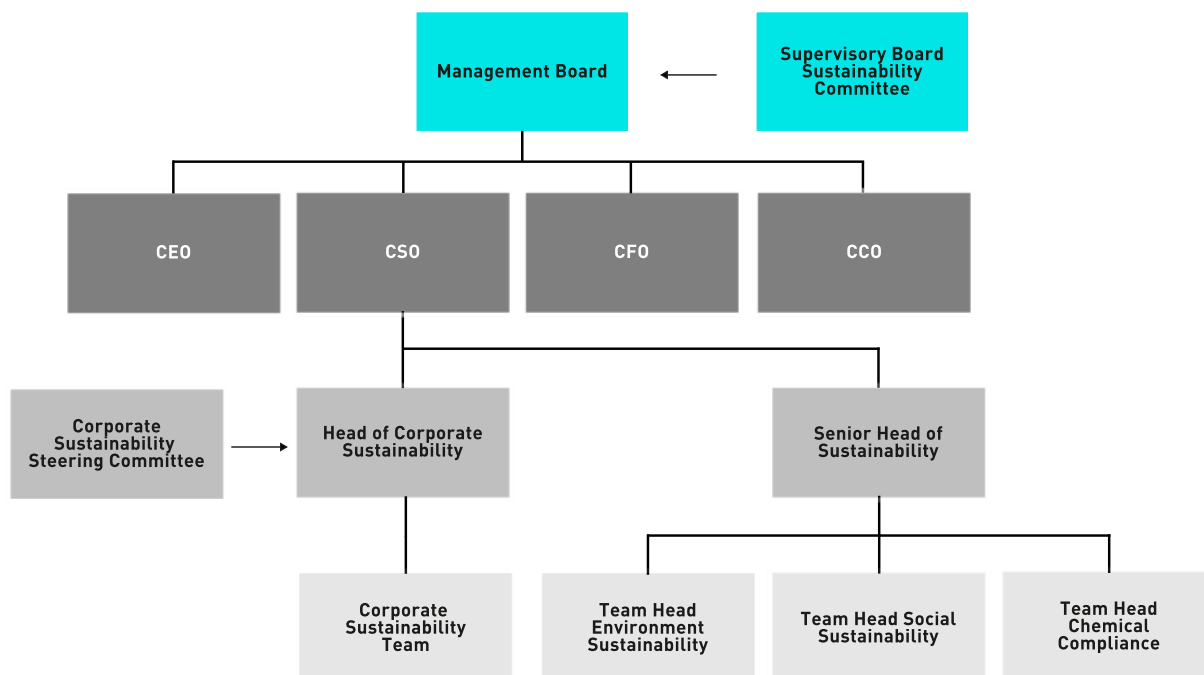 Management Board
Supervisory Board
Sustainability
Committee
CEO
CSO
CFO
CCO
Corporate
Sustainability
Steering Committee
Head of Corporate
Sustainability
Senior Head of
Sustainability
Corporate
Sustainability
Team
Team Head
Environment
Sustainability
Team Head Social
Sustainability
Team Head
Chemical
Compliance